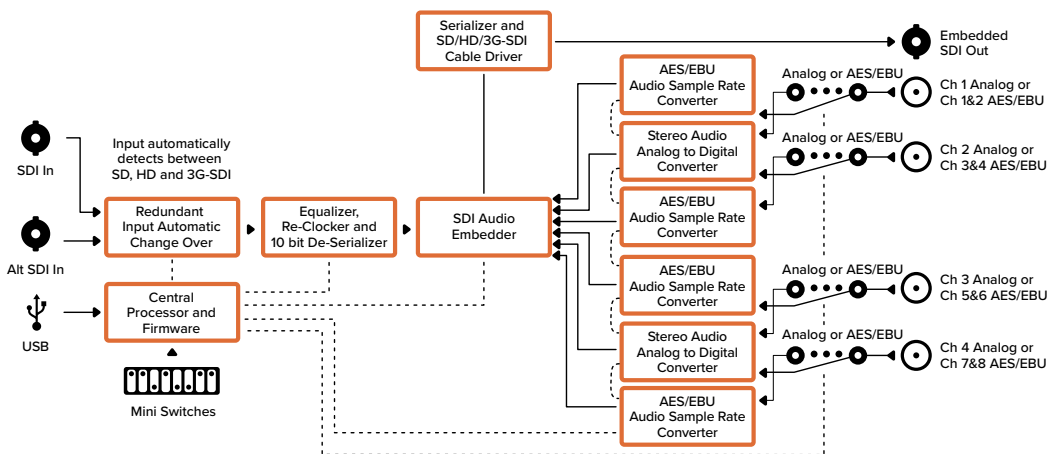 Serializer and
SD/HD/3G-SDI
Cable Driver
Embedded
SDI Out
AES/EBU
Audio Sample Rate
Converter
Analog or AES/EBU
Ch 1 Analog or
Ch 1&2 AES/EBU
Stereo Audio
Analog to Digital
Converter
Analog or AES/EBU
Ch 2 Analog or
Ch 3&4 AES/EBU
SDI In
Input automatically
detects between
SD, HD and 3G-SDI
Redundant
Input Automatic
Change Over
Equalizer,
Re-Clocker and
10 bit De-Serializer
SDI Audio
Embedder
AES/EBU
Audio Sample Rate
Converter
Alt SDI In
AES/EBU
Audio Sample Rate
Converter
Analog or AES/EBU
Ch 3 Analog or
Ch 5&6 AES/EBU
USB
Central
Processor and
Firmware
Stereo Audio
Analog to Digital
Converter
Analog or AES/EBU
Ch 4 Analog or
Ch 7&8 AES/EBU
Mini Switches
AES/EBU
Audio Sample Rate
Converter